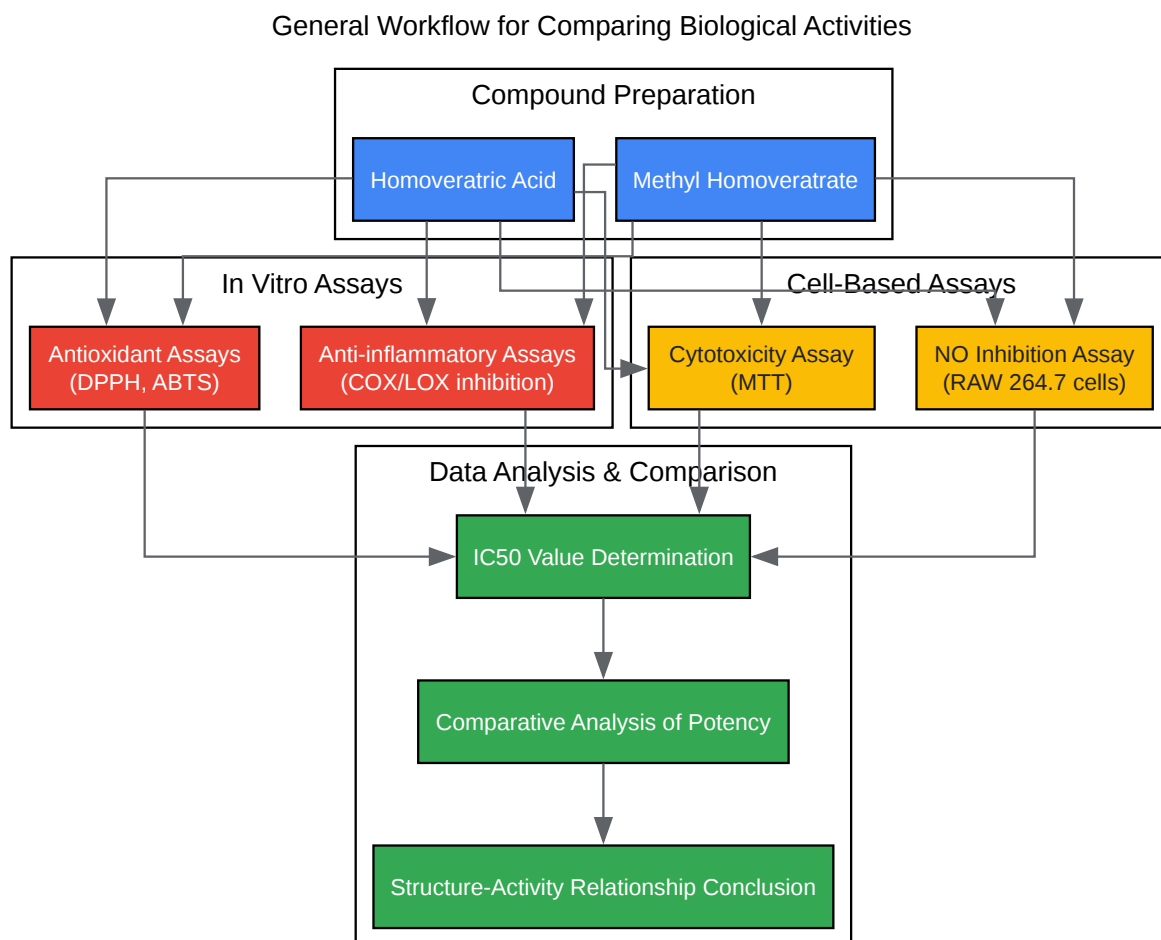 General Workflow for Comparing Biological Activities
Compound Preparation
Homoveratric Acid
Methyl Homoveratrate
In Vitro Assays
Cell-Based Assays
Antioxidant Assays
(DPPH, ABTS)
Anti-inflammatory Assays
(COX/LOX inhibition)
Cytotoxicity Assay
(MTT)
NO Inhibition Assay
(RAW 264.7 cells)
Data Analysis & Comparison
IC50 Value Determination
Comparative Analysis of Potency
Structure-Activity Relationship Conclusion